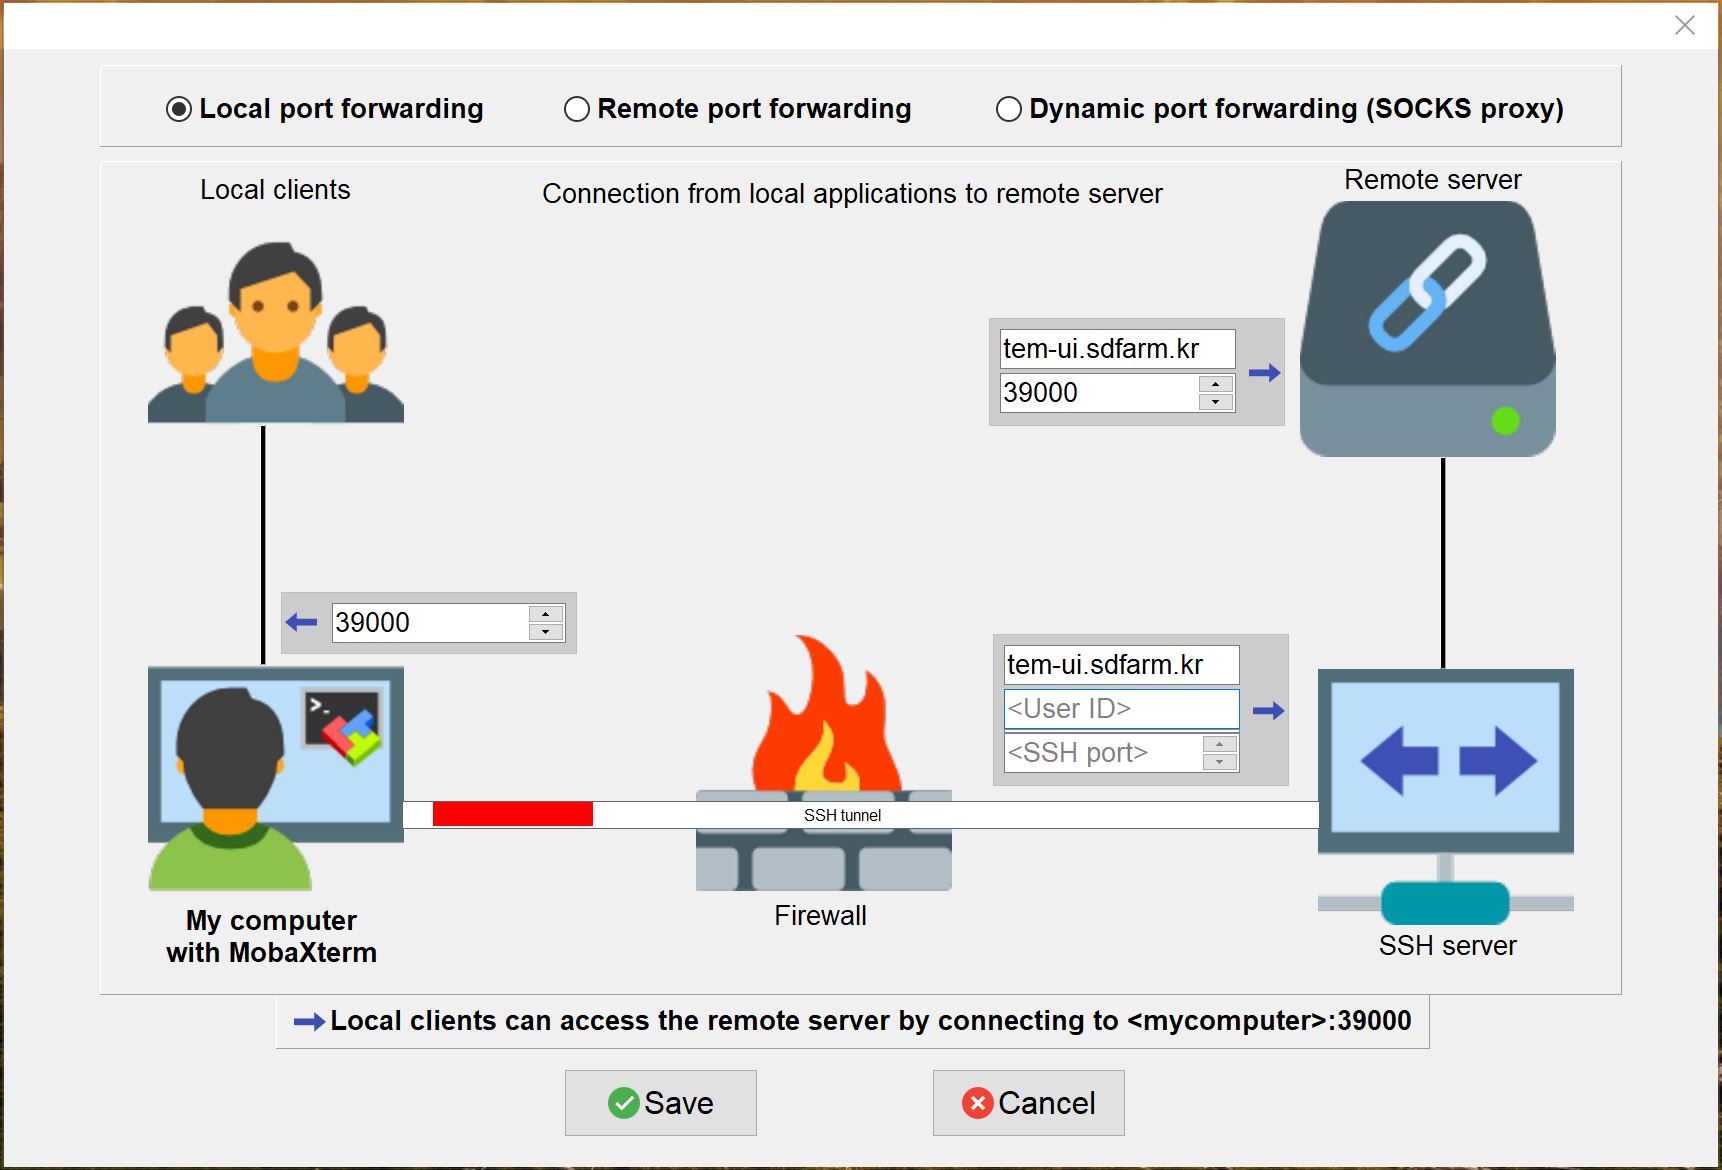 Local port forwarding
Remote port forwarding
Dynamic port forwarding (SOCKS proxy)
Local clients
Connection from local applications to remote server
Remote server
tem-ui.sdfarm.kr
39000
39000
tem-ui.sdfarm.kr
<User ID>
<SSH port>
>_
SSH tunnel
My computer
with MobaXterm
Firewall
SSH server
Local clients can access the remote server by connecting to <mycomputer>:39000
Save
Cancel